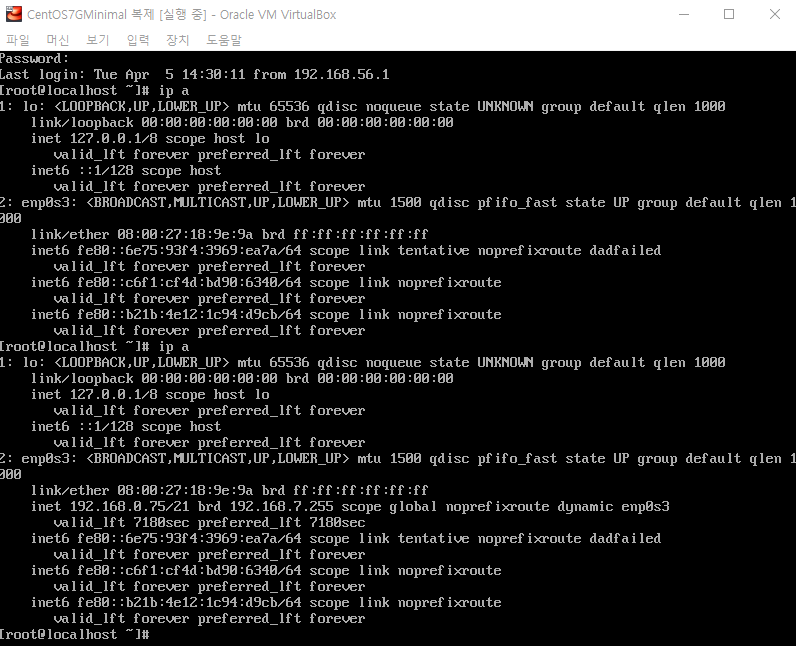 CentOS7GMinimal 복제 [실행 중] - Oracle VM VirtualBox
파일 머신 보기 입력 장치 도움말
Password:
Last login: Tue Apr  5 14:30:11 from 192.168.56.1
[root@localhost ~]# ip a
1: lo: <LOOPBACK,UP,LOWER_UP> mtu 65536 qdisc noqueue state UNKNOWN group default qlen 1000
    link/loopback 00:00:00:00:00:00 brd 00:00:00:00:00:00
    inet 127.0.0.1/8 scope host lo
       valid_lft forever preferred_lft forever
    inet6 ::1/128 scope host
       valid_lft forever preferred_lft forever
2: enp0s3: <BROADCAST,MULTICAST,UP,LOWER_UP> mtu 1500 qdisc pfifo_fast state UP group default qlen 1
000
    link/ether 08:00:27:18:9e:9a brd ff:ff:ff:ff:ff:ff
    inet6 fe80::6e75:93f4:3969:ea7a/64 scope link tentative noprefixroute dadfailed
       valid_lft forever preferred_lft forever
    inet6 fe80::c6f1:cf4d:bd90:6340/64 scope link noprefixroute
       valid_lft forever preferred_lft forever
    inet6 fe80::b21b:4e12:1c94:d9cb/64 scope link noprefixroute
       valid_lft forever preferred_lft forever
[root@localhost ~]# ip a
1: lo: <LOOPBACK,UP,LOWER_UP> mtu 65536 qdisc noqueue state UNKNOWN group default qlen 1000
    link/loopback 00:00:00:00:00:00 brd 00:00:00:00:00:00
    inet 127.0.0.1/8 scope host lo
       valid_lft forever preferred_lft forever
    inet6 ::1/128 scope host
       valid_lft forever preferred_lft forever
2: enp0s3: <BROADCAST,MULTICAST,UP,LOWER_UP> mtu 1500 qdisc pfifo_fast state UP group default qlen 1
000
    link/ether 08:00:27:18:9e:9a brd ff:ff:ff:ff:ff:ff
    inet 192.168.0.75/21 brd 192.168.7.255 scope global noprefixroute dynamic enp0s3
       valid_lft 7180sec preferred_lft 7180sec
    inet6 fe80::6e75:93f4:3969:ea7a/64 scope link tentative noprefixroute dadfailed
       valid_lft forever preferred_lft forever
    inet6 fe80::c6f1:cf4d:bd90:6340/64 scope link noprefixroute
       valid_lft forever preferred_lft forever
    inet6 fe80::b21b:4e12:1c94:d9cb/64 scope link noprefixroute
       valid_lft forever preferred_lft forever
[root@localhost ~]#